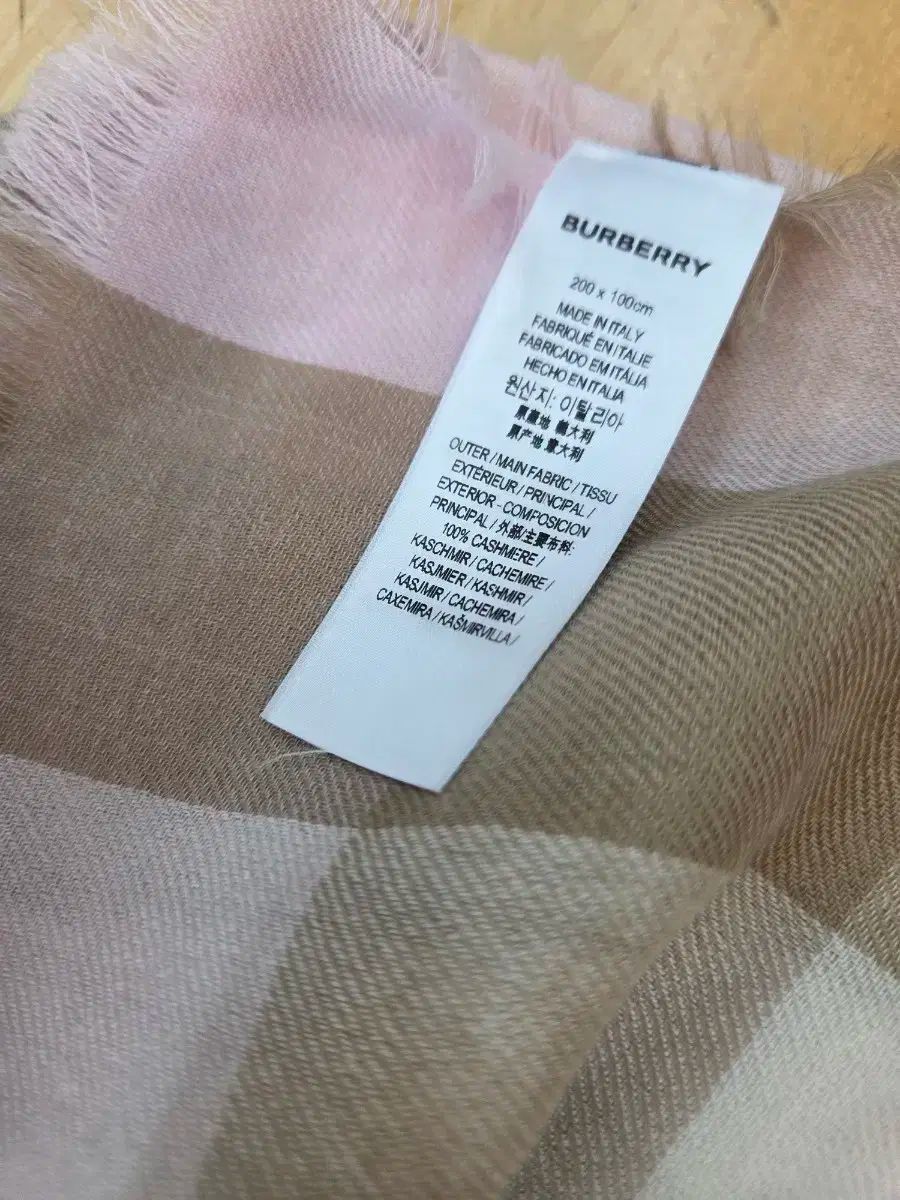 BURBERRY
200 x 100cm
MADE IN ITALY
FABRIQUÉ EN ITALIE
FABRICADO EM ITÁLIA
HECHO EN ITALIA
원산지: 이탈리아
原產地 義大利
原产地 意大利
OUTER / MAIN FABRIC / TISSU
EXTÉRIEUR / PRINCIPAL /
EXTERIOR - COMPOSICION
PRINCIPAL / 外部/主要布料:
100% CASHMERE /
KASCHMIR / CACHEMIRE /
KASJMIER / KASHMIR /
KASJMIR / CACHEMIRA /
CAXEMIRA / KAŠMIRVILLA /